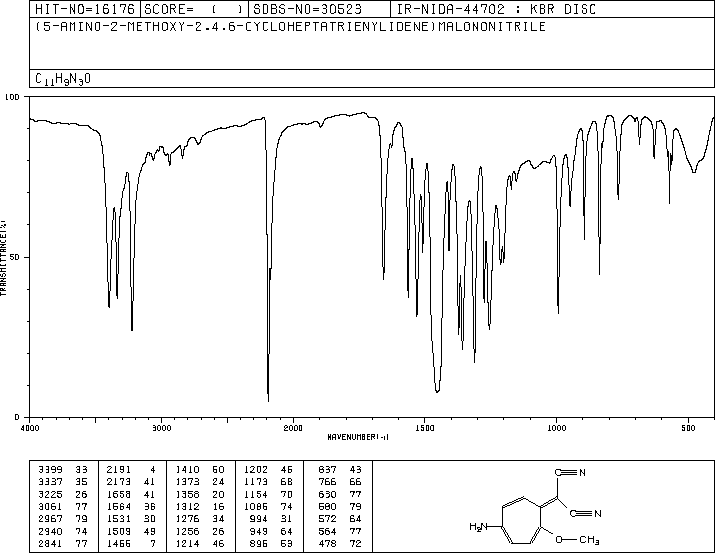 HIT-NO=16176 SCORE= ( ) SDBS-NO=30523 IR-NIDA-44702 : KBR DISC
(5-AMINO-2-METHOXY-2,4,6-CYCLOHEPTATRIENYLIDENE)MALONONITRILE
C11H9N3O
100
50
0
TRANSMITTANCE(%)
4000 3000 2000 1500 1000 500
WAVENUMBER(-1)
3399 33 2191 4 1410 60 1202 46 837 43
3337 35 2173 41 1373 24 1173 68 766 66
3225 26 1658 41 1358 20 1154 70 630 77
3061 77 1564 36 1312 16 1086 74 680 79
2967 79 1531 30 1276 34 994 31 572 64
2940 74 1509 49 1256 26 949 64 564 77
2841 77 1466 7 1214 46 896 53 478 72
C≡N
C≡N
H2N
O—CH3